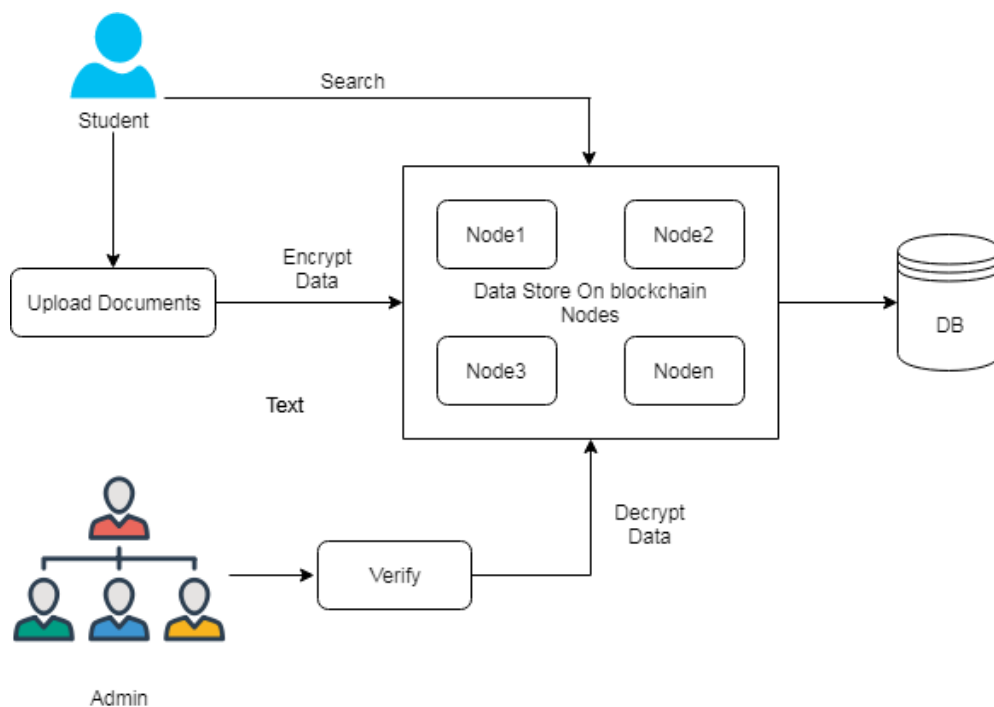 Search
Student
Node1
Node2
Encrypt
Data
Upload Documents
Data Store On blockchain
Nodes
DB
Node3
Noden
Text
Decrypt
Data
Verify
Admin